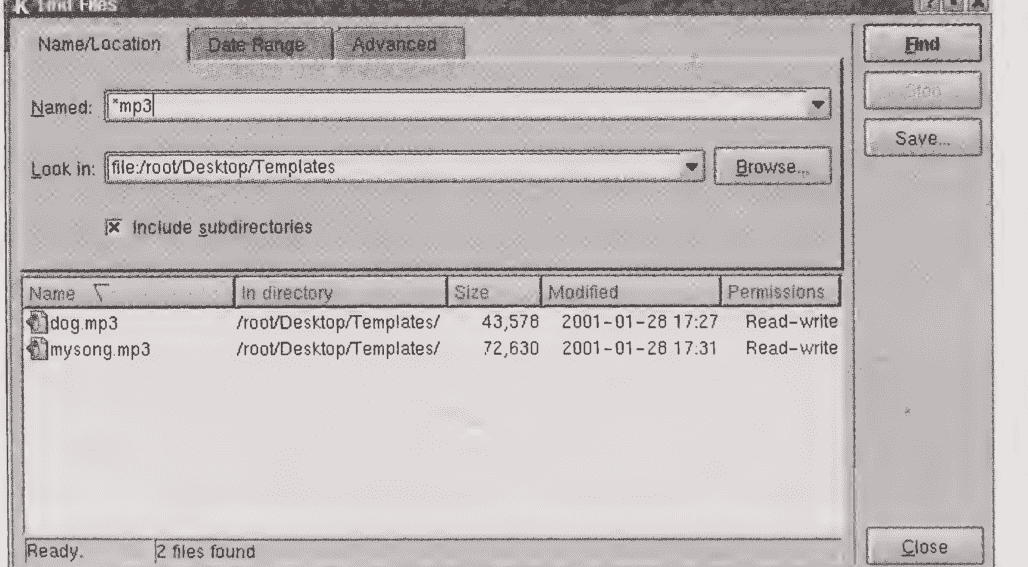 Find Files
Name/Location Date Range Advanced
Find
Named: *mp3
Stop
Save...
Look in: file:/root/Desktop/Templates Browse...
Include subdirectories
Name In directory Size Modified Permissions
dog.mp3 /root/Desktop/Templates/ 43,578 2001-01-28 17:27 Read-write
mysong.mp3 /root/Desktop/Templates/ 72,630 2001-01-28 17:31 Read-write
Ready. 2 files found
Close